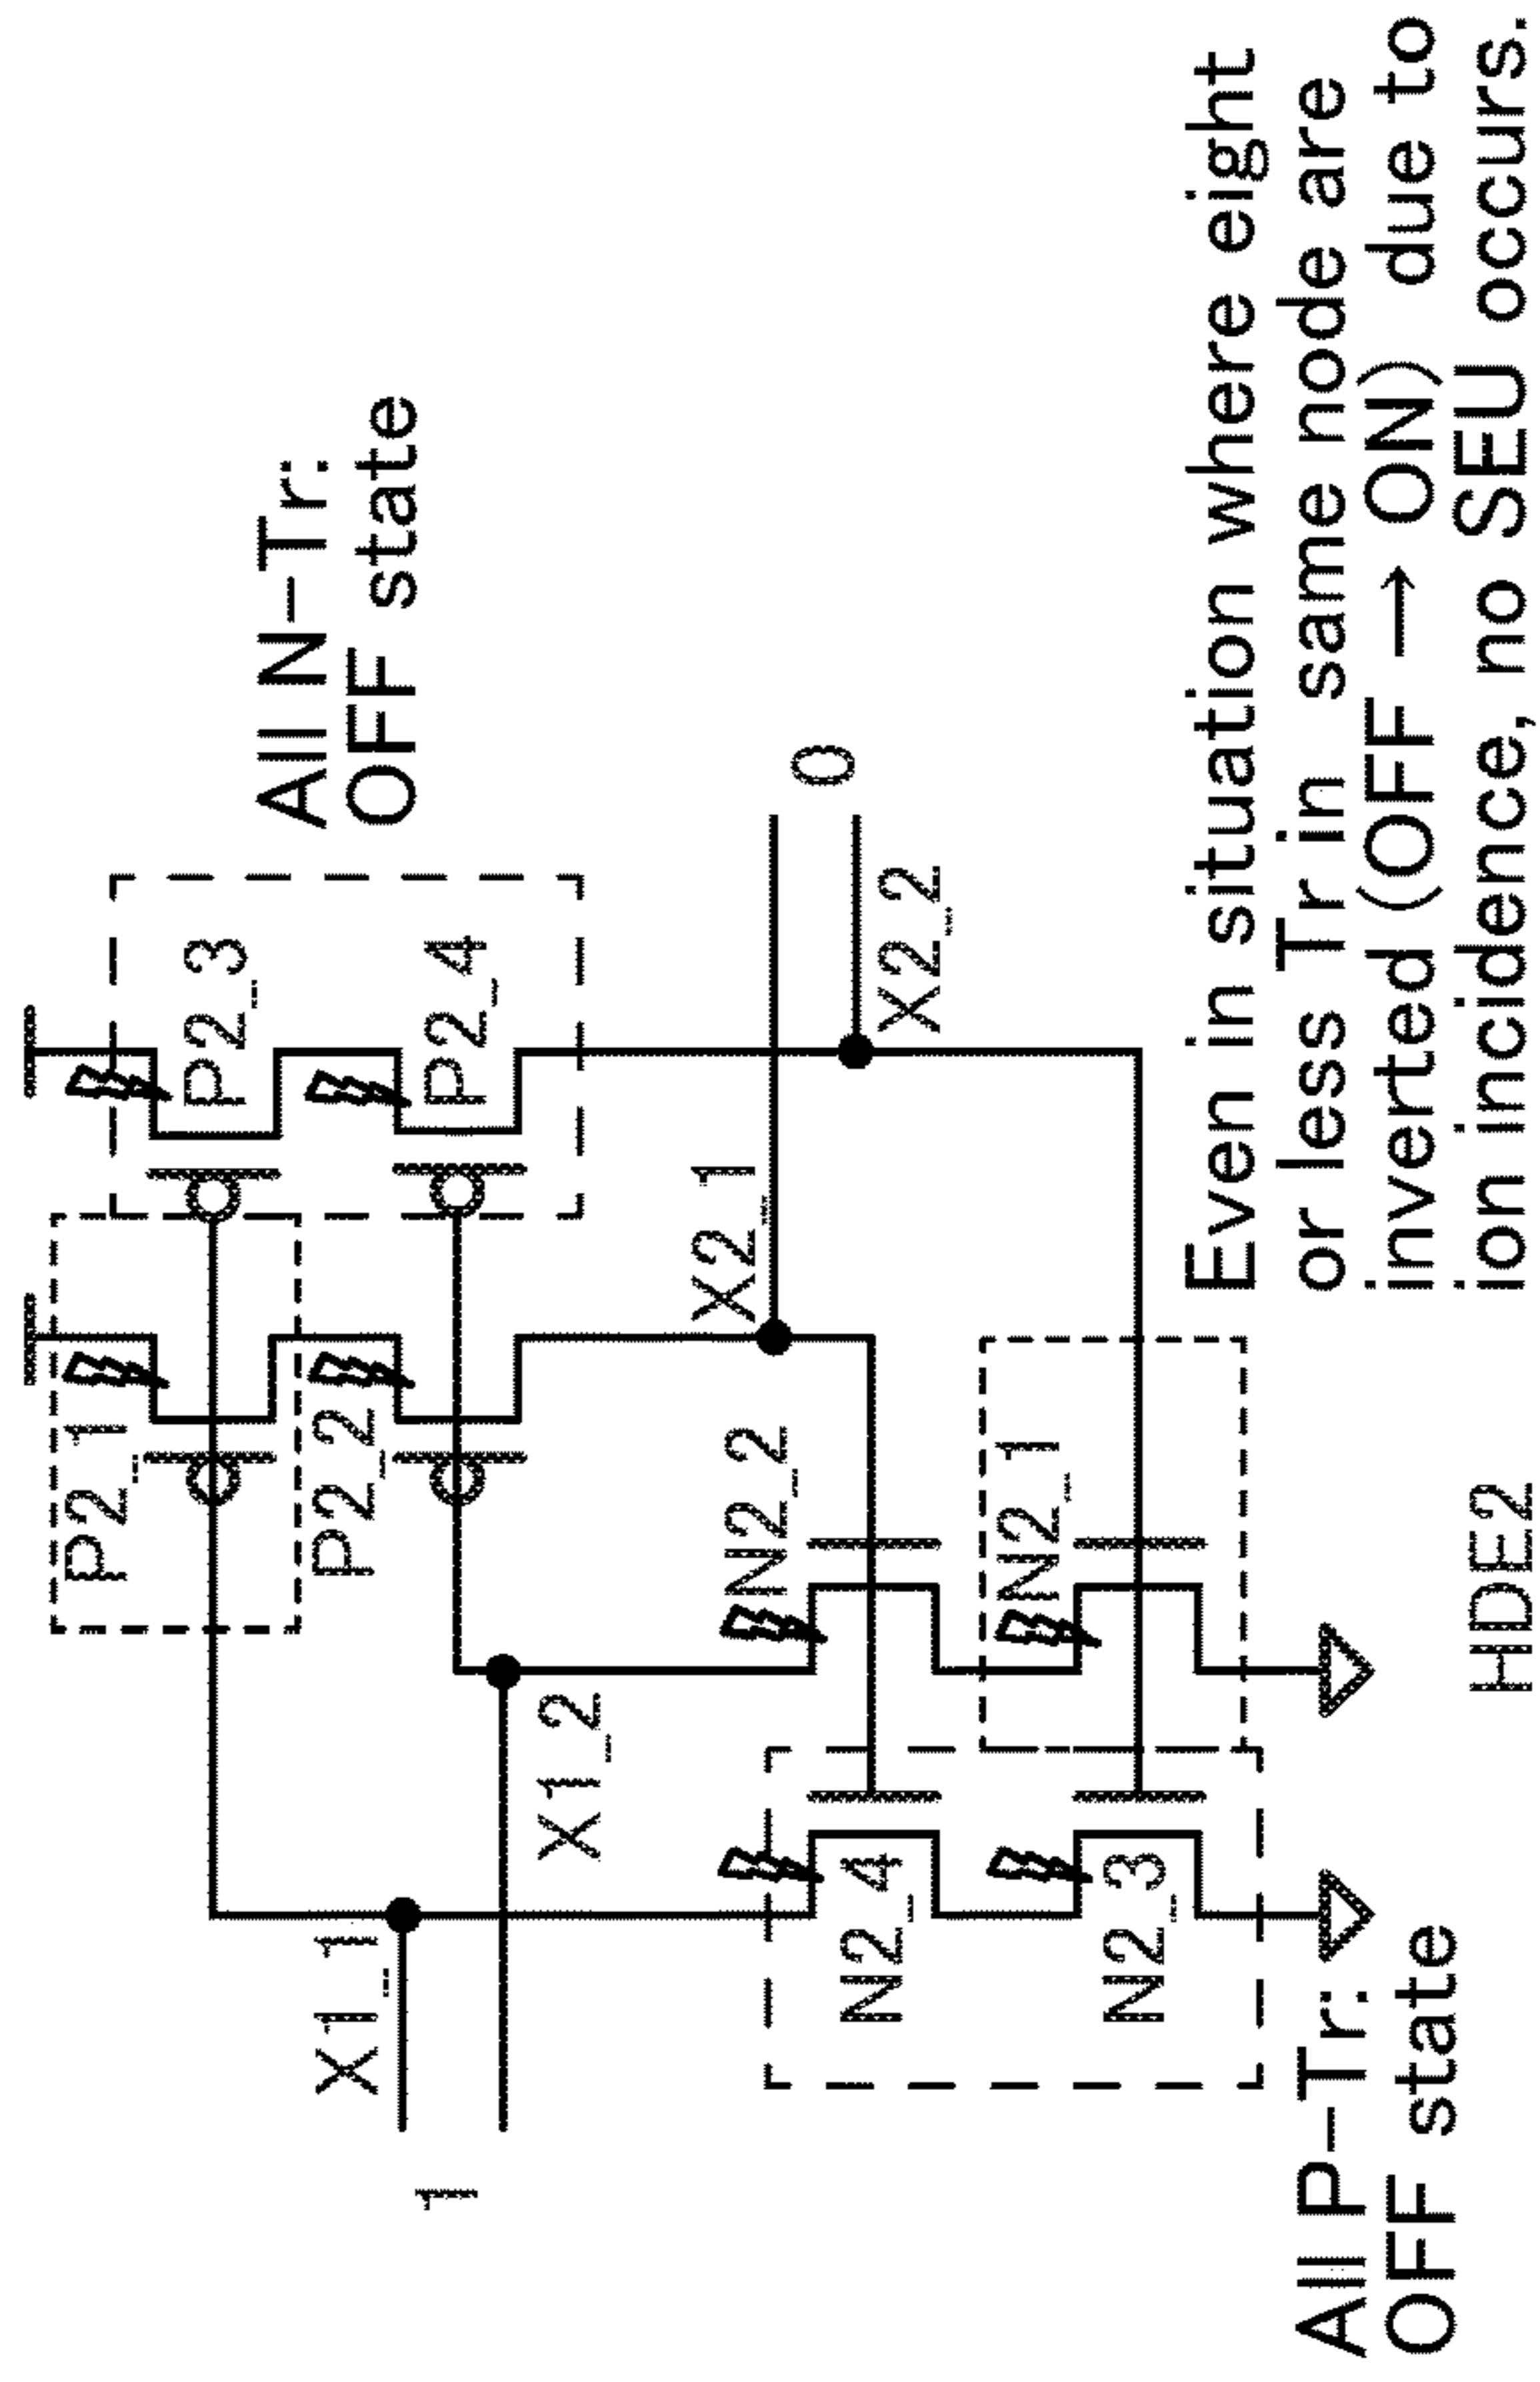 P2_1
P2_2
P2_3
P2_4
All N-Tr:
OFF state
X1_1
1
X1_2
X2_1
0
X2_2
N2_2
N2_1
N2_4
N2_3
All P-Tr:
OFF state
HDE2
Even in situation where eight
or less Tr in same node are
inverted (OFF → ON) due to
ion incidence, no SEU occurs.